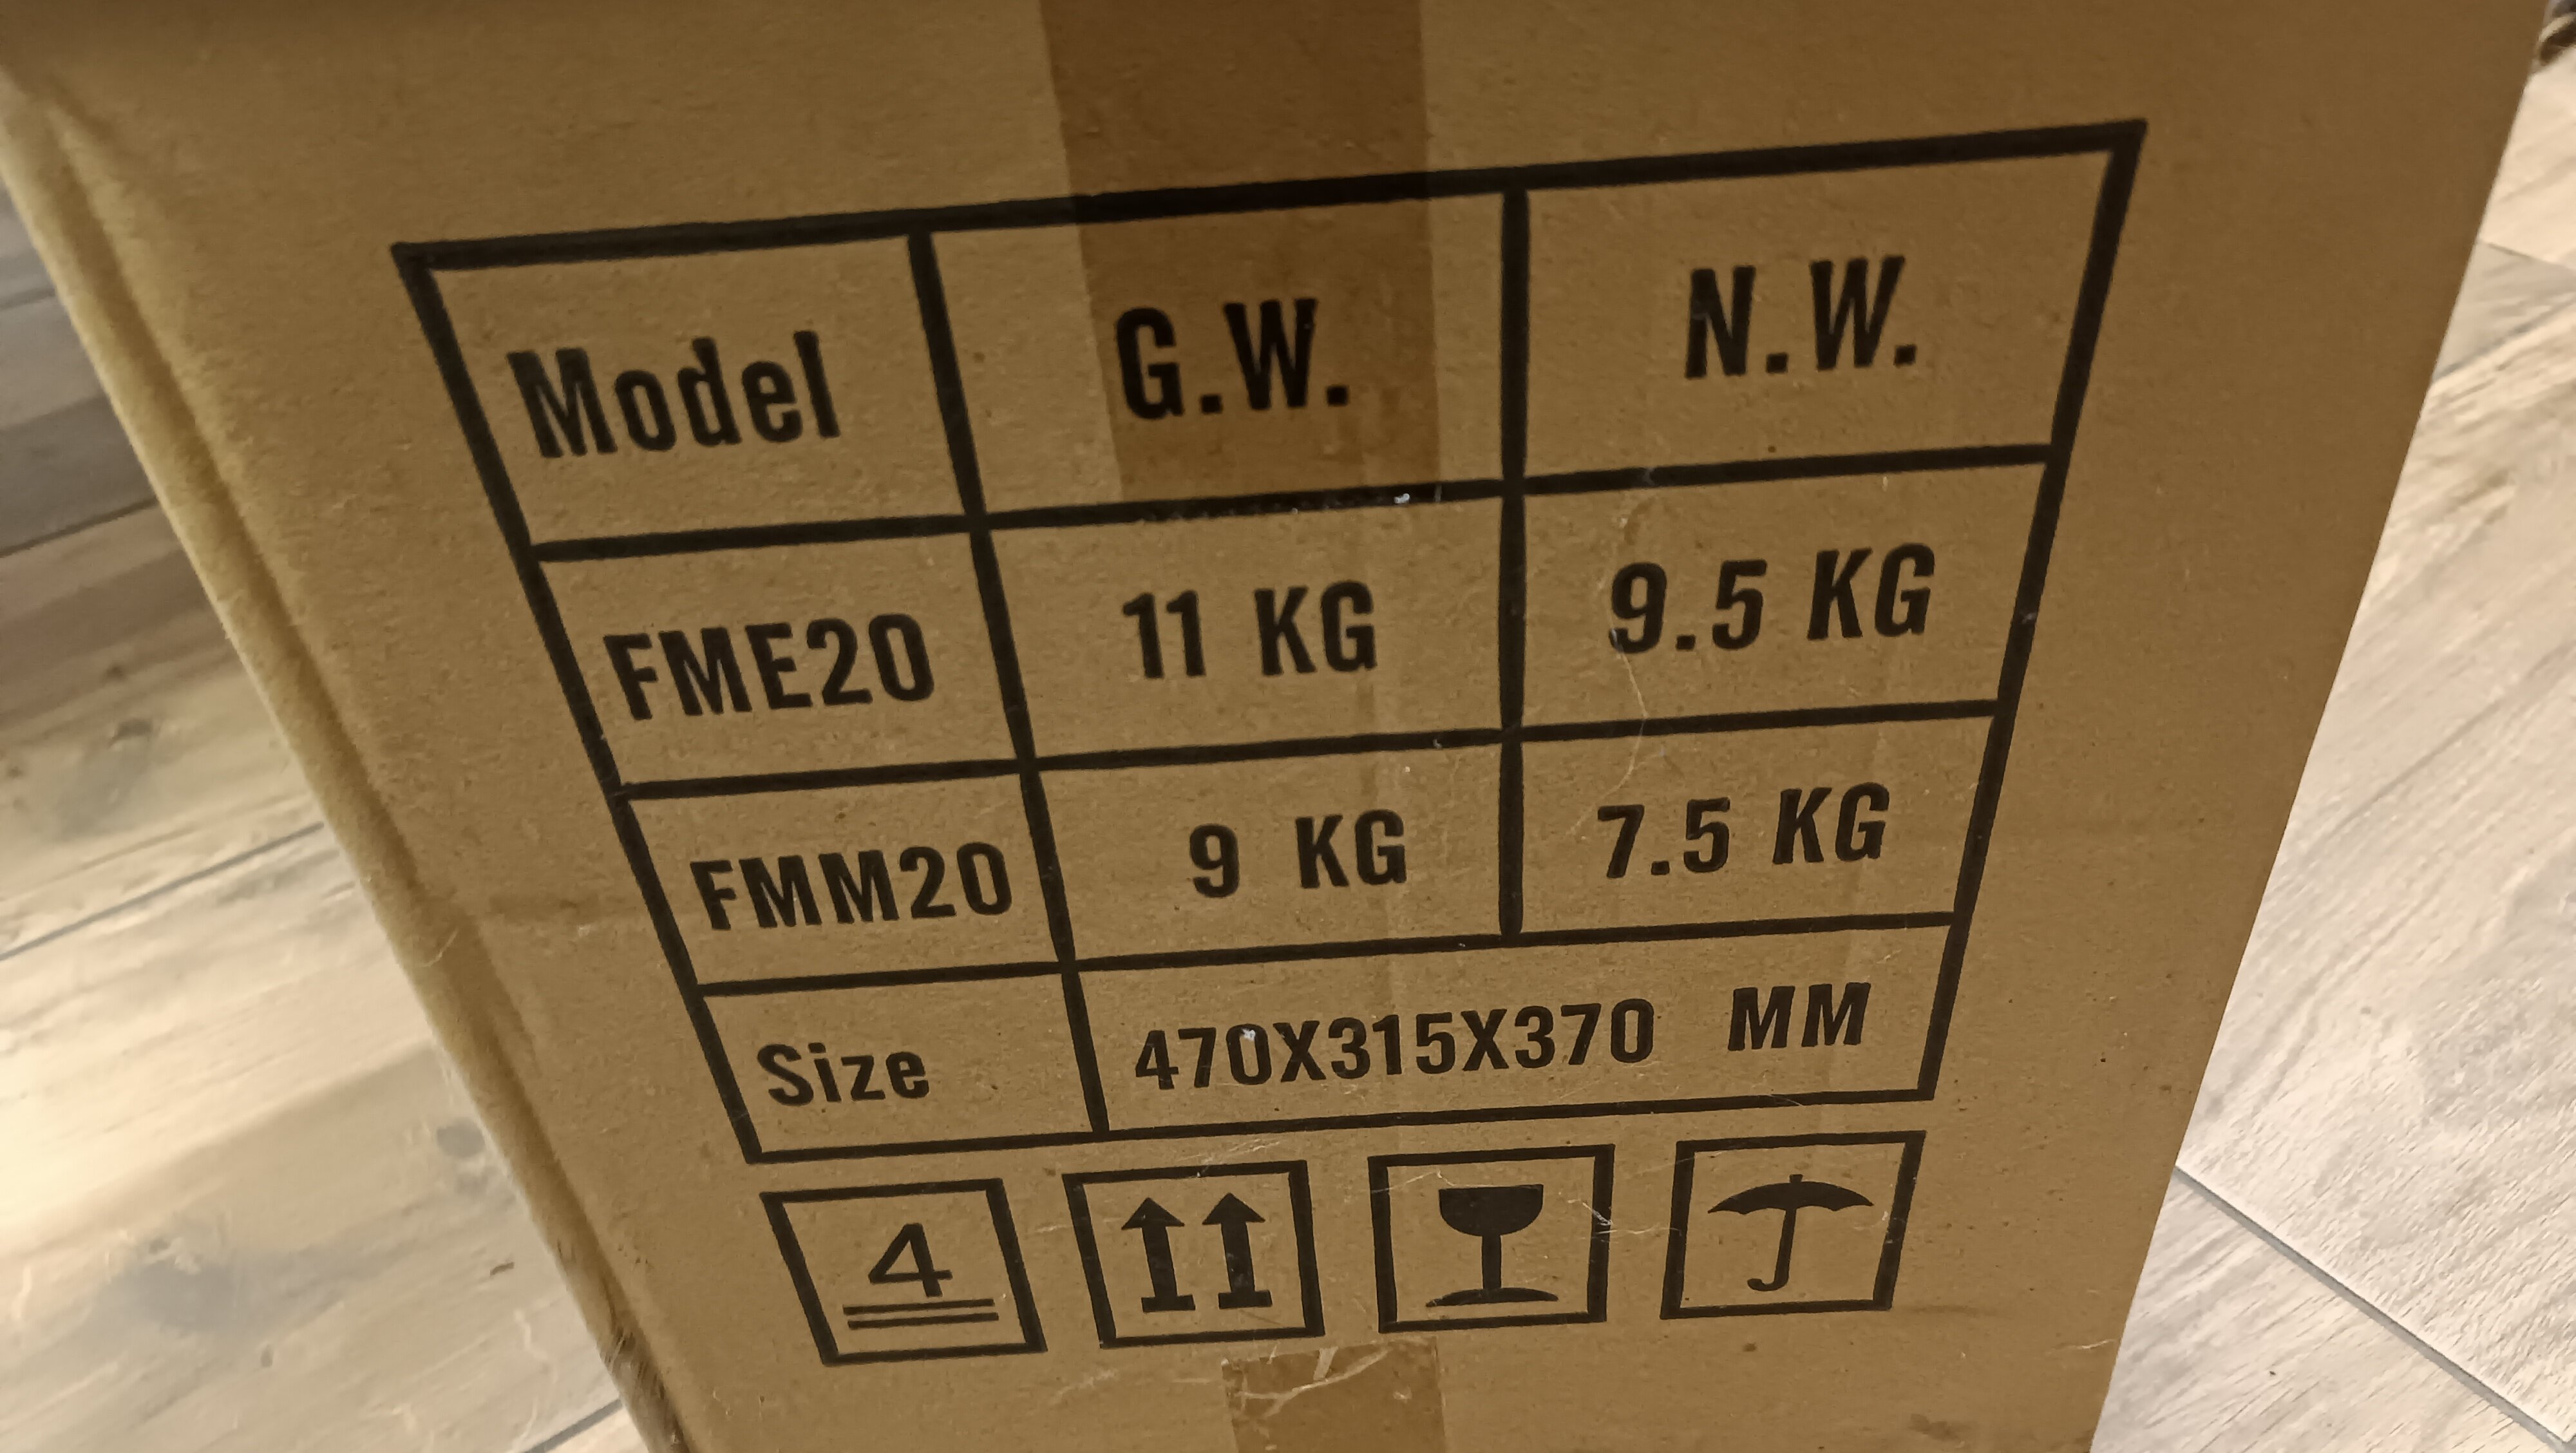 Model G.W. N.W.
FME20 11 KG 9.5 KG
FMM20 9 KG 7.5 KG
Size 470X315X370 MM
4